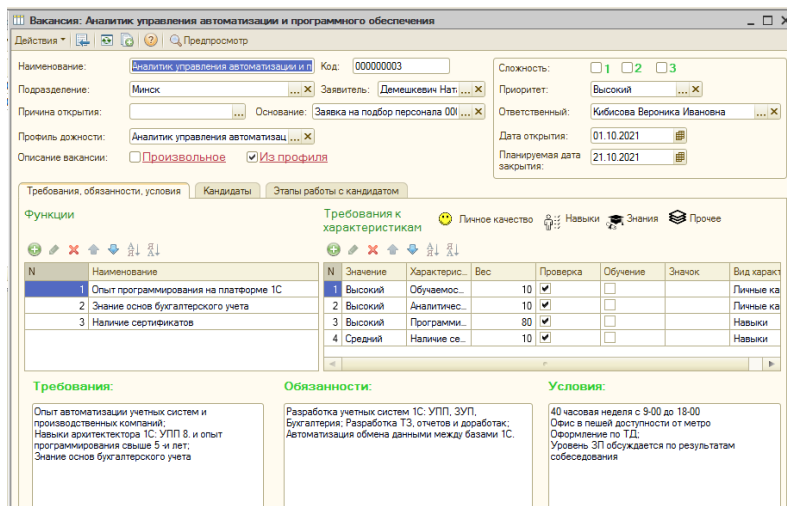 Вакансия: Аналитик управления автоматизации и программного обеспечения
Действия Предпросмотр
Наименование: Аналитик управления автоматизации и п Код: 000000003
Подразделение: Минск ... X Заявитель: Демешкевич Ната ... X
Причина открытия: ... Основание: Заявка на подбор персонала 000 ... X
Профиль дожности: Аналитик управления автоматизац ... X
Описание вакансии: Произвольное Из профиля
Сложность: 1 2 3
Приоритет: Высокий ... X
Ответственный: Кибисова Вероника Ивановна ... X
Дата открытия: 01.10.2021
Планируемая дата закрытия: 21.10.2021
Требования, обязанности, условия Кандидаты Этапы работы с кандидатом
Функции
N Наименование
1 Опыт программирования на платформе 1С
2 Знание основ бухгалтерского учета
3 Наличие сертификатов
Требования к
характеристикам
Личное качество Навыки Знания Прочее
N Значение Характерис... Вес Проверка Обучение Значок Вид характ
1 Высокий Обучаемос... 10 Личные ка
2 Высокий Аналитичес... 10 Личные ка
3 Высокий Программи... 80 Навыки
4 Средний Наличие се... 10 Навыки
Требования:
Опыт автоматизации учетных систем и
производственных компаний;
Навыки архитектектора 1С: УПП 8. и опыт
программирования свыше 5 -и лет;
Знание основ бухгалтерского учета
Обязанности:
Разработка учетных систем 1С: УПП, ЗУП,
Бухгалтерия; Разработка ТЗ, отчетов и доработак;
Автоматизация обмена данными между базами 1С.
Условия:
40 часовая неделя с 9-00 до 18-00
Офис в пешей доступности от метро
Оформление по ТД;
Уровень ЗП обсуждается по результатам
собеседования